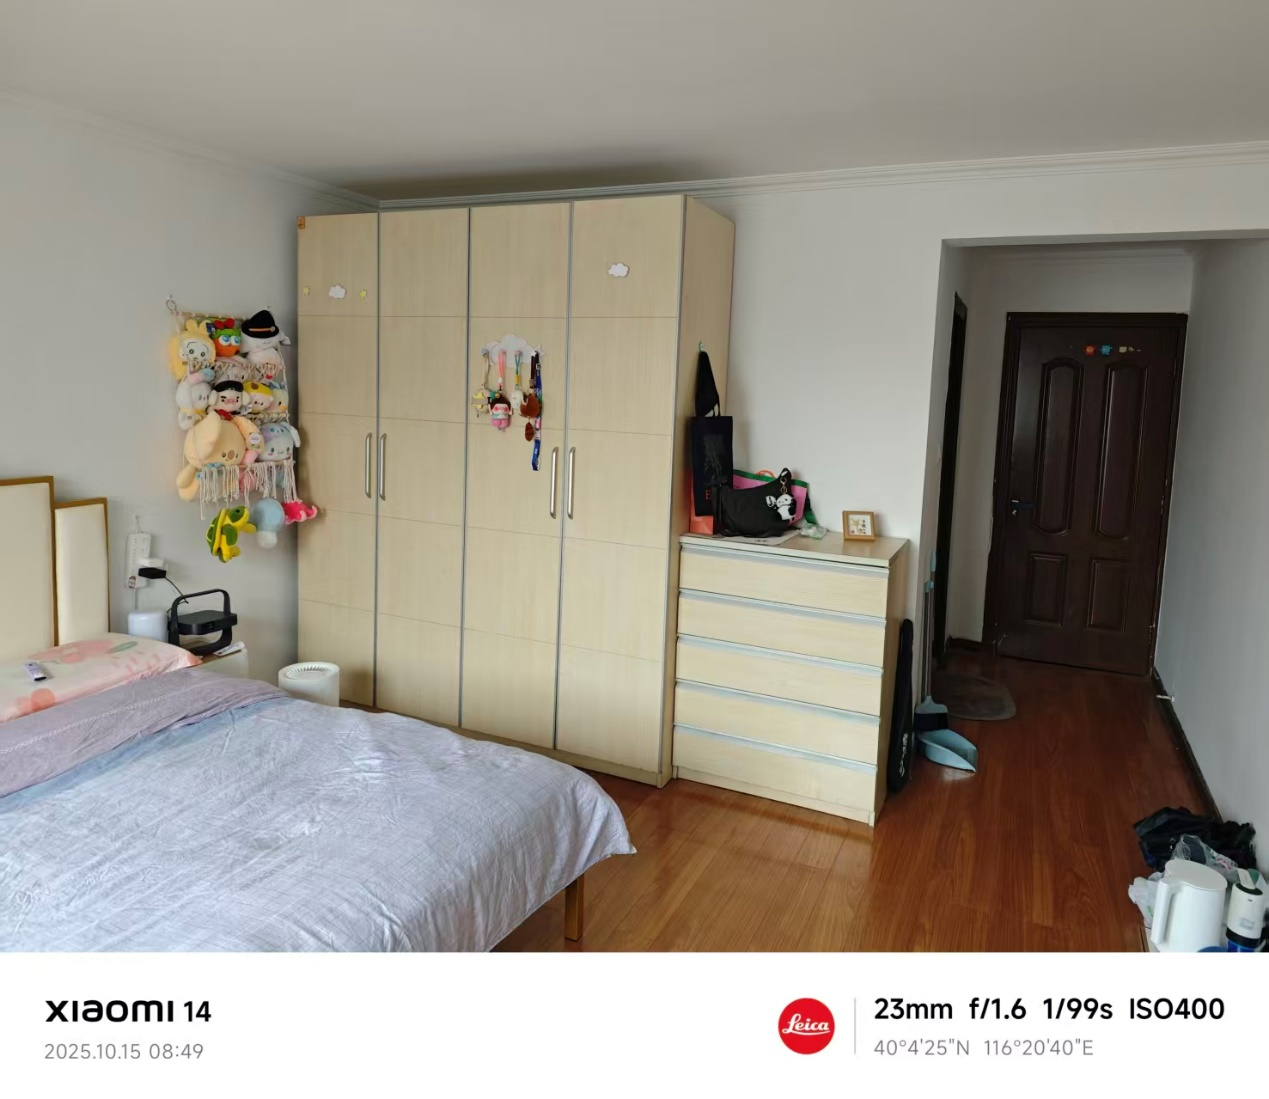 xiaomi 14
2025.10.15 08:49
Leica
23mm f/1.6 1/99s ISO400
40°4'25"N 116°20'40"E